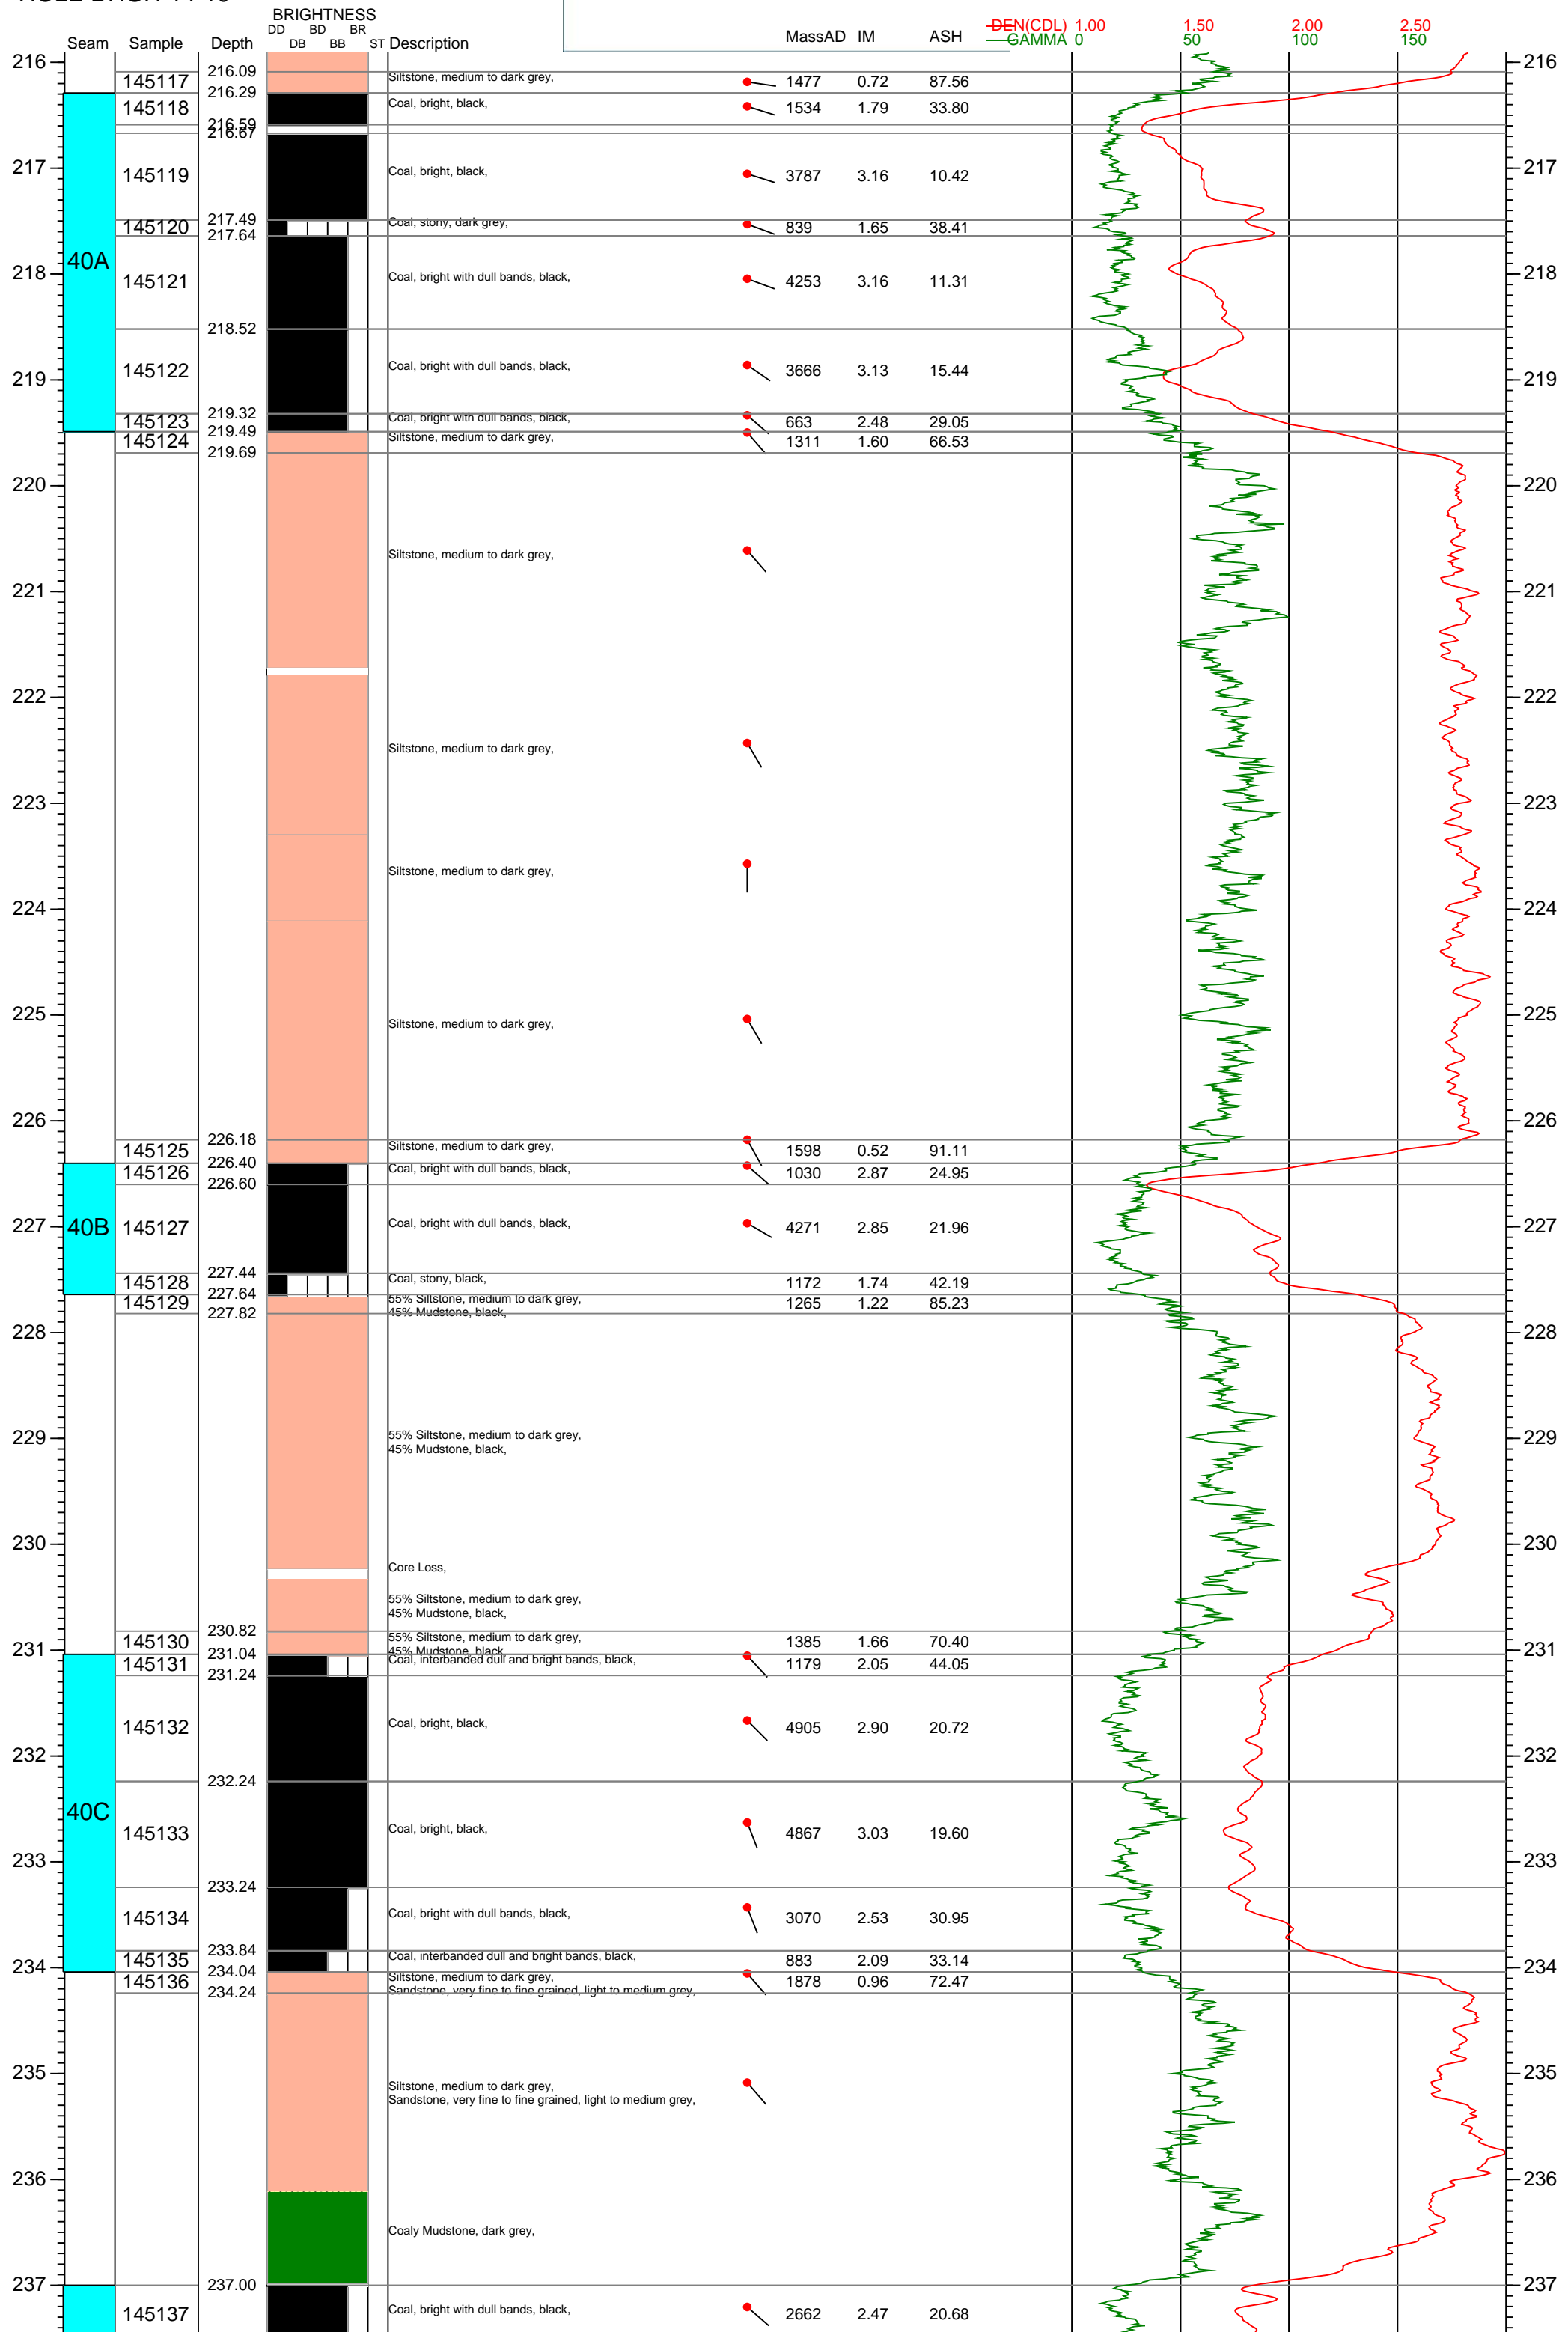 BRIGHTNESS
DD BD BR
DB BB ST
Seam Sample Depth Description MassAD IM ASH
DEN(CDL) 1.00 1.50 2.00 2.50
GAMMA 0 50 100 150
216 216
216.09
145117 Siltstone, medium to dark grey, 1477 0.72 87.56
216.29
145118 Coal, bright, black, 1534 1.79 33.80
216.59
216.67
217 217
145119 Coal, bright, black, 3787 3.16 10.42
217.49
145120 Coal, stony, dark grey, 839 1.65 38.41
217.64
40A
218 218
145121 Coal, bright with dull bands, black, 4253 3.16 11.31
218.52
145122 Coal, bright with dull bands, black, 3666 3.13 15.44
219 219
219.32
145123 Coal, bright with dull bands, black, 663 2.48 29.05
219.49
145124 Siltstone, medium to dark grey, 1311 1.60 66.53
219.69
220 220
Siltstone, medium to dark grey,
221 221
222 222
Siltstone, medium to dark grey,
223 223
Siltstone, medium to dark grey,
224 224
225 225
Siltstone, medium to dark grey,
226 226
226.18
145125 Siltstone, medium to dark grey, 1598 0.52 91.11
226.40
145126 Coal, bright with dull bands, black, 1030 2.87 24.95
226.60
227 40B 145127 Coal, bright with dull bands, black, 4271 2.85 21.96 227
227.44
145128 Coal, stony, black, 1172 1.74 42.19
227.64
145129 55% Siltstone, medium to dark grey, 1265 1.22 85.23
45% Mudstone, black,
227.82
228 228
229 229
55% Siltstone, medium to dark grey,
45% Mudstone, black,
230 230
Core Loss,
55% Siltstone, medium to dark grey,
45% Mudstone, black,
230.82
145130 55% Siltstone, medium to dark grey, 1385 1.66 70.40
45% Mudstone, black,
231 231
231.04
145131 Coal, interbanded dull and bright bands, black, 1179 2.05 44.05
231.24
145132 Coal, bright, black, 4905 2.90 20.72
232 232
232.24
40C
145133 Coal, bright, black, 4867 3.03 19.60
233 233
233.24
145134 Coal, bright with dull bands, black, 3070 2.53 30.95
233.84
145135 Coal, interbanded dull and bright bands, black, 883 2.09 33.14
234 234
234.04
145136 Siltstone, medium to dark grey, 1878 0.96 72.47
Sandstone, very fine to fine grained, light to medium grey,
234.24
235 235
Siltstone, medium to dark grey,
Sandstone, very fine to fine grained, light to medium grey,
236 236
Coaly Mudstone, dark grey,
237 237.00 237
145137 Coal, bright with dull bands, black, 2662 2.47 20.68